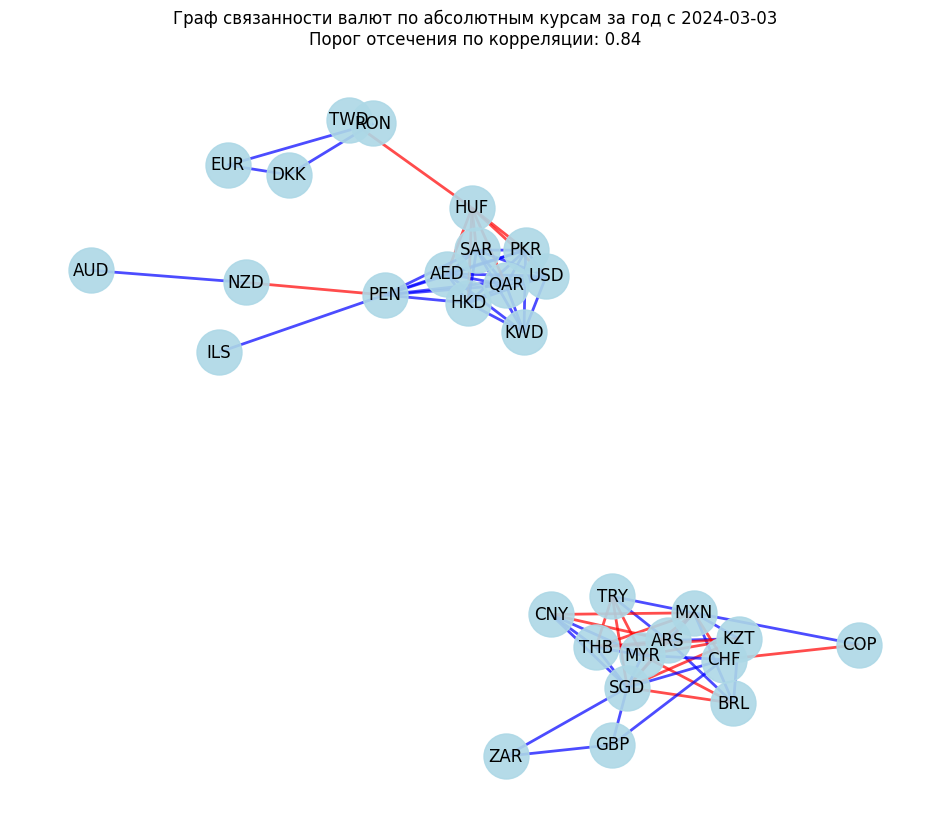 Граф связанности валют по абсолютным курсам за год с 2024-03-03
Порог отсечения по корреляции: 0.84
TWD
RON
EUR
DKK
HUF
SAR
PKR
AUD
AED
USD
NZD
QAR
PEN
HKD
KWD
ILS
TRY
CNY
MXN
ARS
KZT
COP
THB
MYR
CHF
SGD
BRL
GBP
ZAR